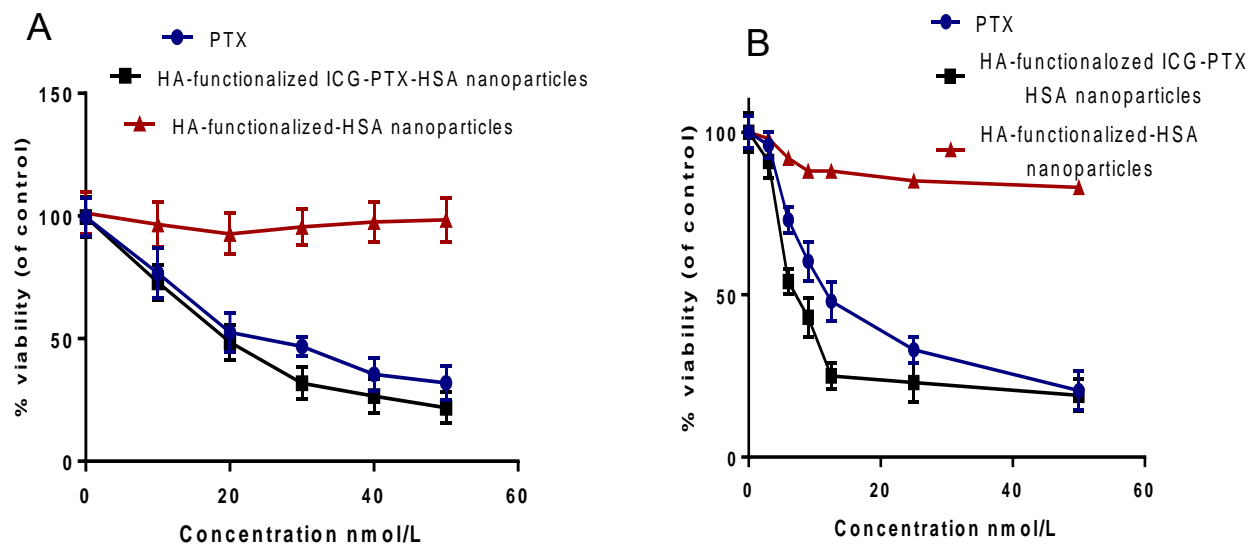 A
PTX
HA-functionalized ICG-PTX-HSA nanoparticles
HA-functionalized-HSA nanoparticles
150
100
50
0
% viability (of control)
0 20 40 60
Concentration nmol/L
B
PTX
HA-functionalozed ICG-PTX
HSA nanoparticles
HA-functionalized-HSA
nanoparticles
100
50
0
% viability (of control)
0 20 40 60
Concentration nmol/L